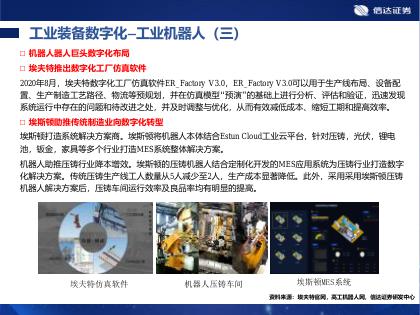 信达证券
工业装备数字化—工业机器人（三）
□ 机器人器人巨头数字化布局
□ 埃夫特推出数字化工厂仿真软件
2020年8月，埃夫特数字化工厂仿真软件ER_Factory V3.0，ER_Factory V3.0可以用于生产线布局、设备配
置、生产制造工艺路径、物流等预规划，并在仿真模型“预演”的基础上进行分析、评估和验证，迅速发现
系统运行中存在的问题和待改进之处，并及时调整与优化，从而有效减低成本、缩短工期和提高效率。
□ 埃斯顿助推传统制造业向数字化转型
埃斯顿打造系统解决方案商。埃斯顿将机器人本体结合Estun Cloud工业云平台，针对压铸，光伏，锂电
池，钣金，家具等多个行业打造MES系统整体解决方案。
机器人助推压铸行业降本增效。埃斯顿的压铸机器人结合定制化开发的MES应用系统为压铸行业打造数字
化解决方案。传统压铸生产线工人数量从5人减少至2人，生产成本显著降低。此外，采用采用埃斯顿压铸
机器人解决方案后，压铸车间运行效率及良品率均有明显的提高。
埃夫特仿真软件
机器人压铸车间
埃斯顿MES系统
资料来源：埃夫特官网，高工机器人网，信达证券研发中心